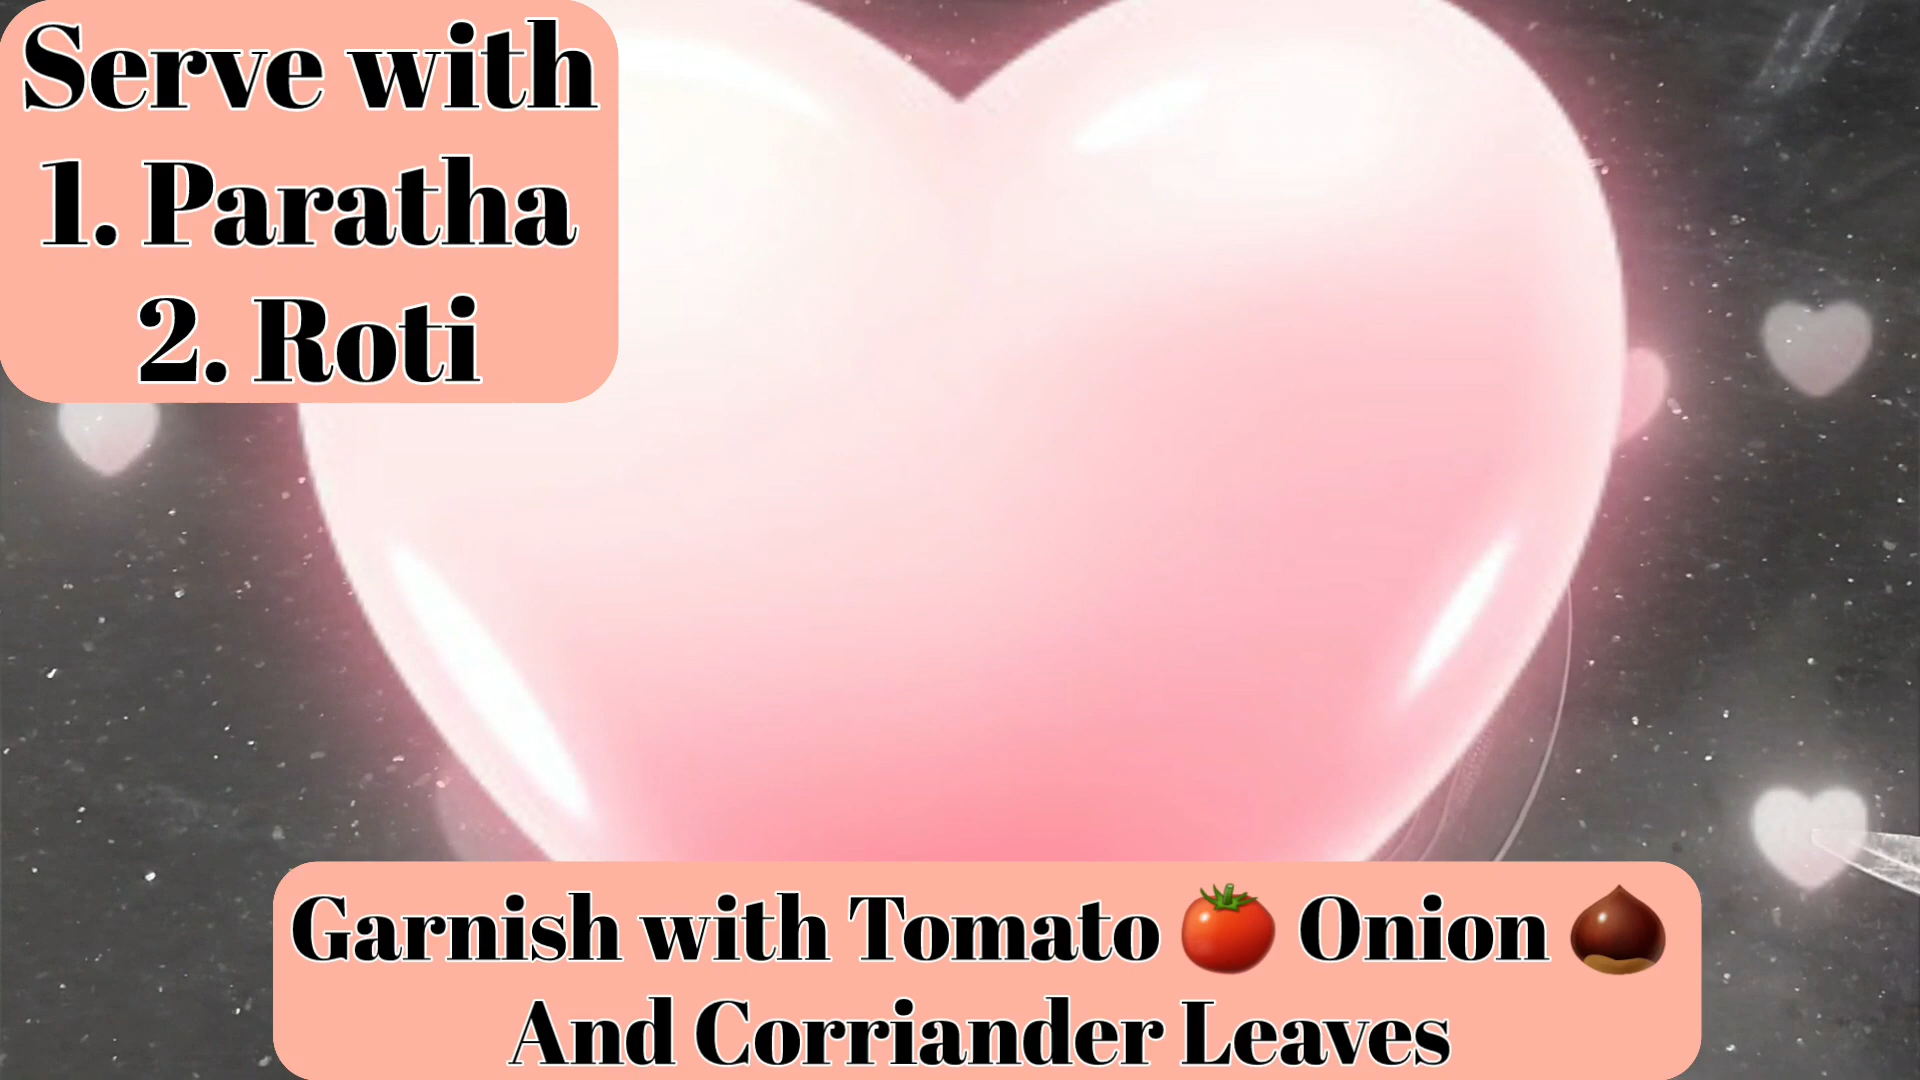 Serve with
1. Paratha
2. Roti
Garnish with Tomato 🍅 Onion 🌰
And Corriander Leaves